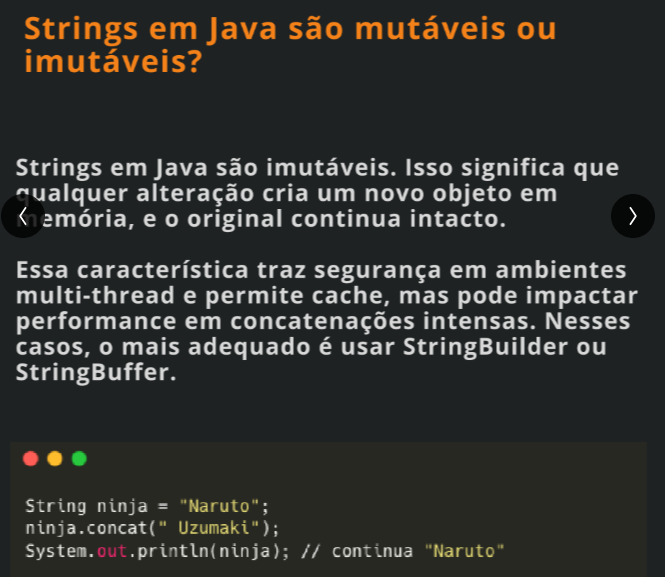 Strings em Java são mutáveis ou
imutáveis?
Strings em Java são imutáveis. Isso significa que
qualquer alteração cria um novo objeto em
memória, e o original continua intacto.
Essa característica traz segurança em ambientes
multi-thread e permite cache, mas pode impactar
performance em concatenações intensas. Nesses
casos, o mais adequado é usar StringBuilder ou
StringBuffer.
String ninja = "Naruto";
ninja.concat(" Uzumaki");
System.out.println(ninja); // continua "Naruto"